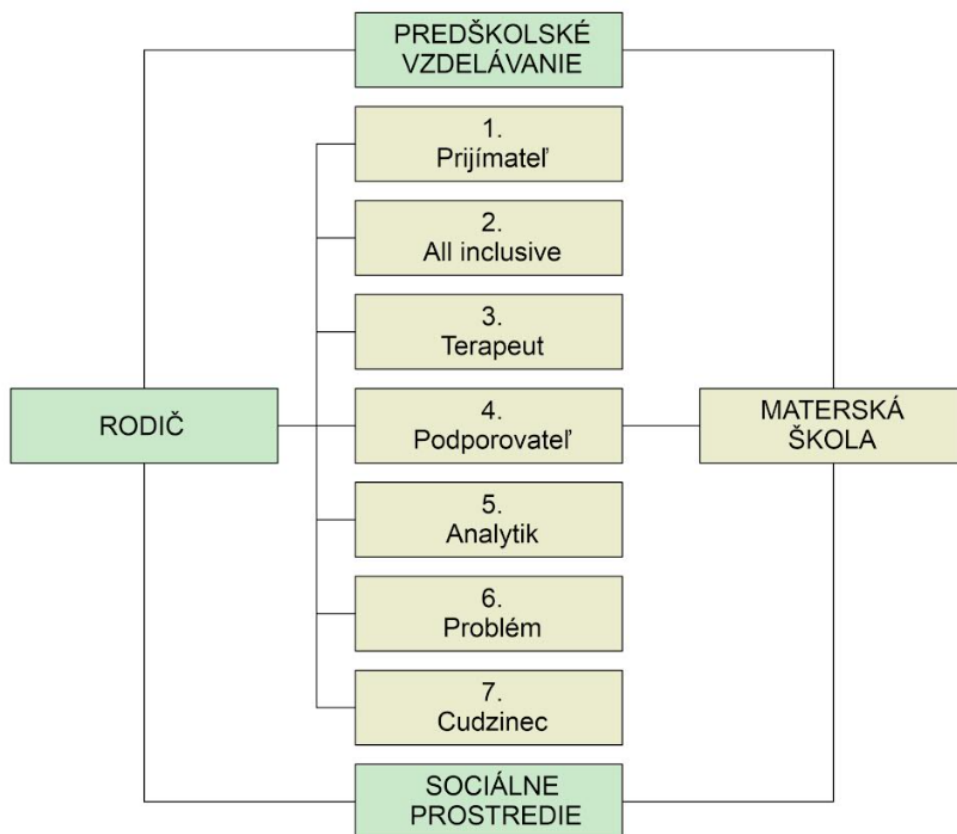 PREDŠKOLSKÉ
VZDELÁVANIE
1.
Prijímateľ
2.
All inclusive
3.
Terapeut
RODIČ
4.
Podporovateľ
MATERSKÁ
ŠKOLA
5.
Analytik
6.
Problém
7.
Cudzinec
SOCIÁLNE
PROSTREDIE